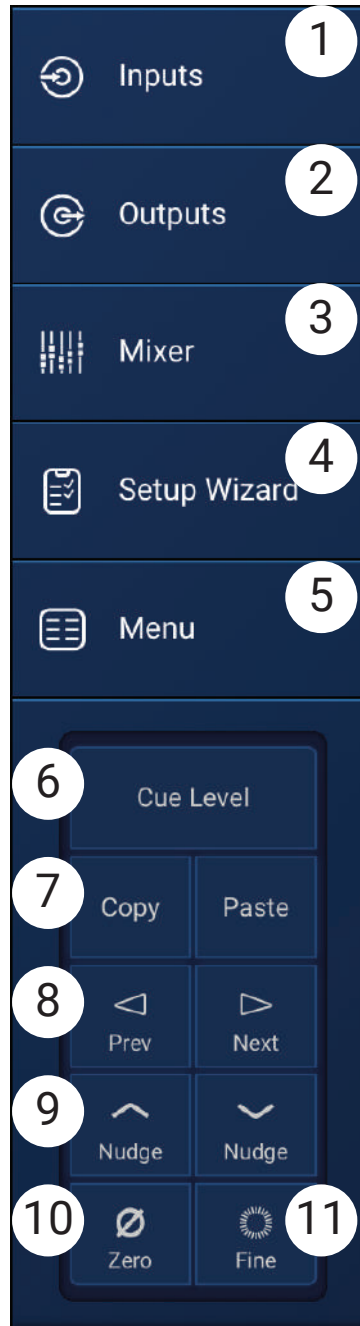 1
Inputs
2
Outputs
3
Mixer
4
Setup Wizard
5
Menu
6
Cue Level
7
Copy Paste
8
Prev Next
9
Nudge Nudge
10 11
Zero Fine